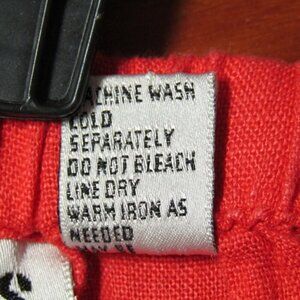 MACHINE WASH
COLD
SEPARATELY
DO NOT BLEACH
LINE DRY
WARM IRON AS
NEEDED
S